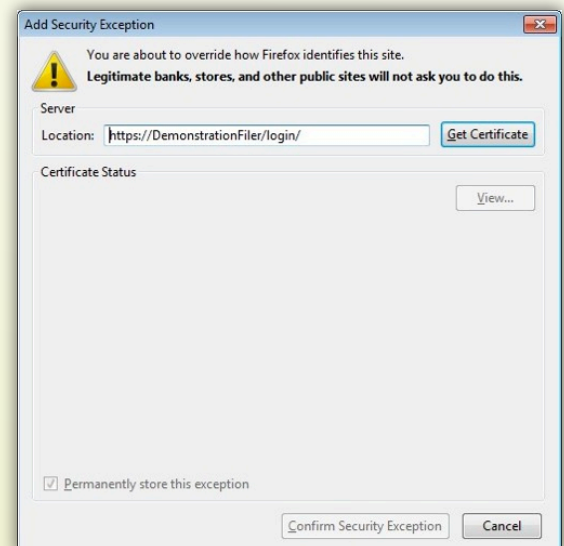 Add Security Exception
You are about to override how Firefox identifies this site.
Legitimate banks, stores, and other public sites will not ask you to do this.
Server
Location: https://DemonstrationFiler/login/ Get Certificate
Certificate Status
View...
Permanently store this exception
Confirm Security Exception Cancel